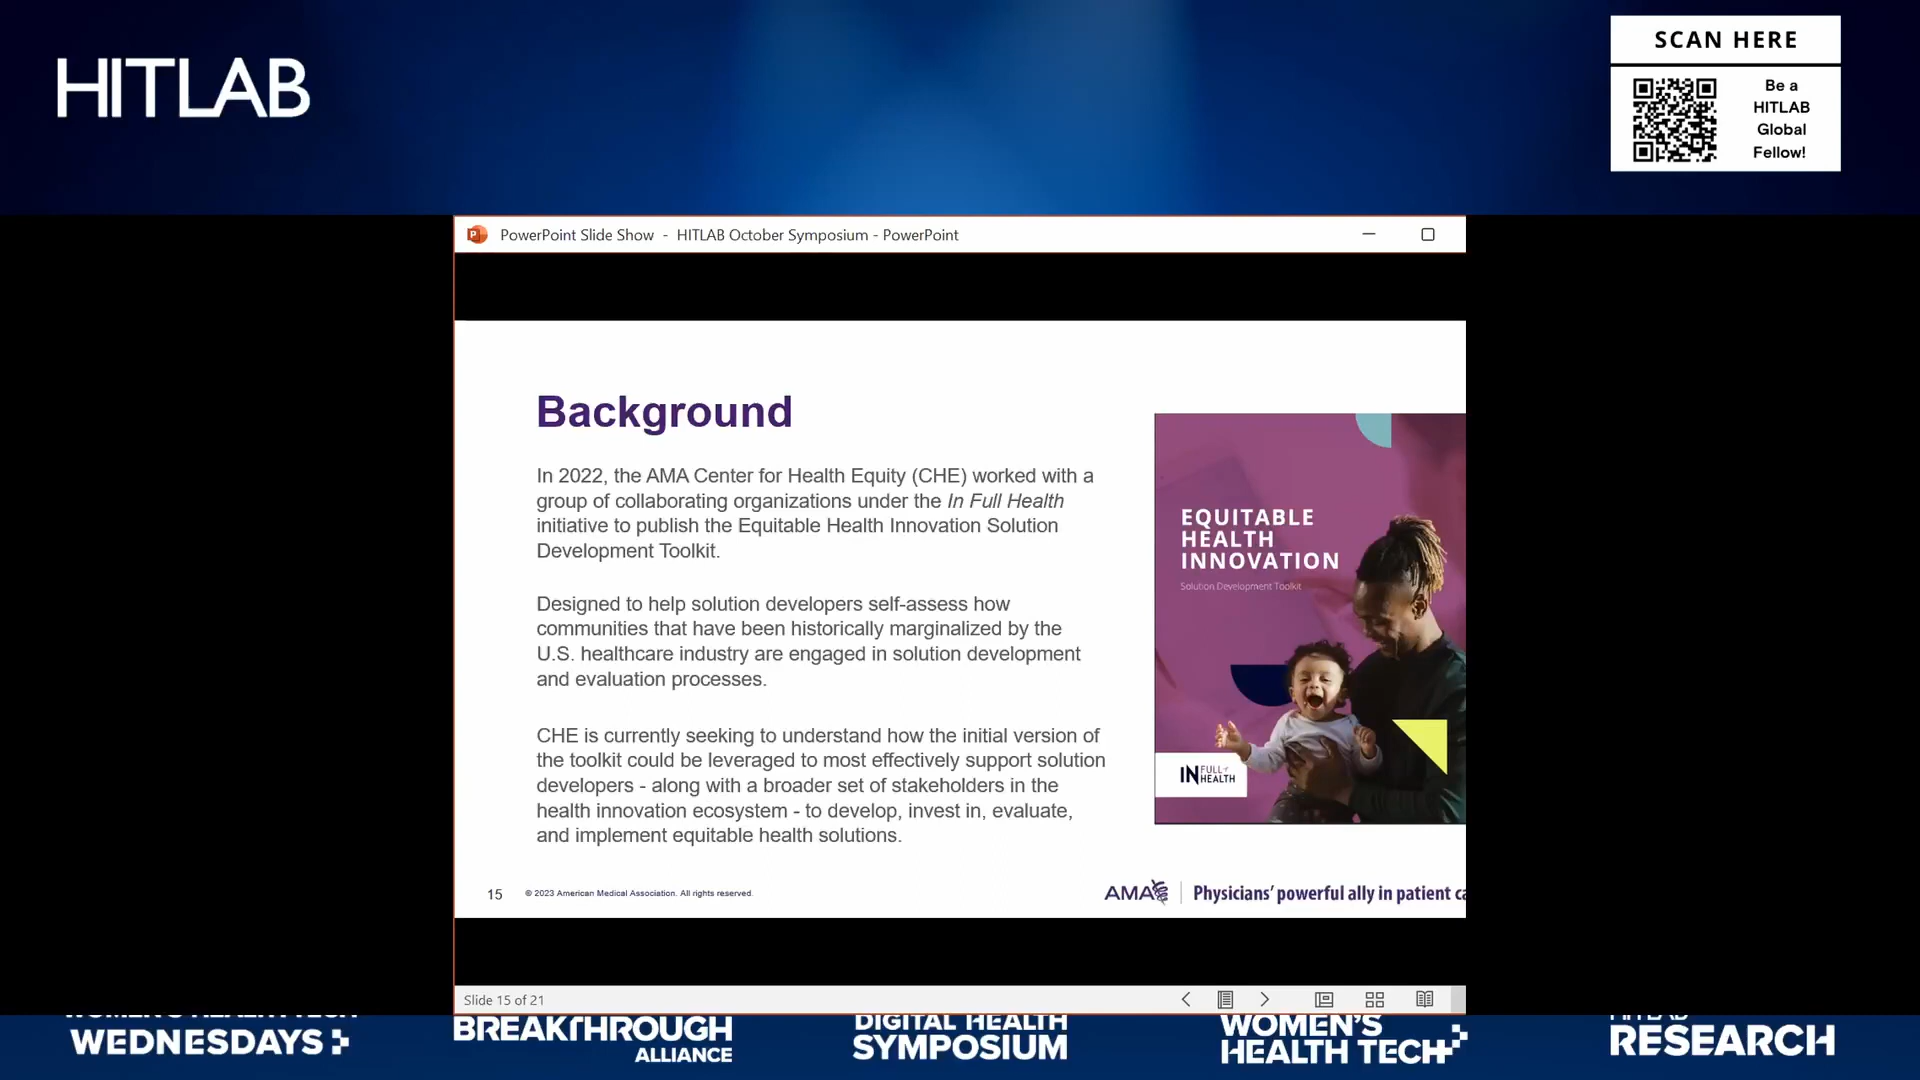 HITLAB
SCAN HERE
Be a
HITLAB
Global
Fellow!
PowerPoint Slide Show - HITLAB October Symposium - PowerPoint
Background
In 2022, the AMA Center for Health Equity (CHE) worked with a
group of collaborating organizations under the In Full Health
initiative to publish the Equitable Health Innovation Solution
Development Toolkit.
Designed to help solution developers self-assess how
communities that have been historically marginalized by the
U.S. healthcare industry are engaged in solution development
and evaluation processes.
CHE is currently seeking to understand how the initial version of
the toolkit could be leveraged to most effectively support solution
developers - along with a broader set of stakeholders in the
health innovation ecosystem - to develop, invest in, evaluate,
and implement equitable health solutions.
EQUITABLE
HEALTH
INNOVATION
Solution Development Toolkit
IN FULL
HEALTH
15
© 2023 American Medical Association. All rights reserved.
AMA
Physicians' powerful ally in patient
Slide 15 of 21
WOMEN'S HEALTH TECH
WEDNESDAYS
BREAKTHROUGH
ALLIANCE
DIGITAL HEALTH
SYMPOSIUM
WOMEN'S
HEALTH TECH
HITLAB
RESEARCH